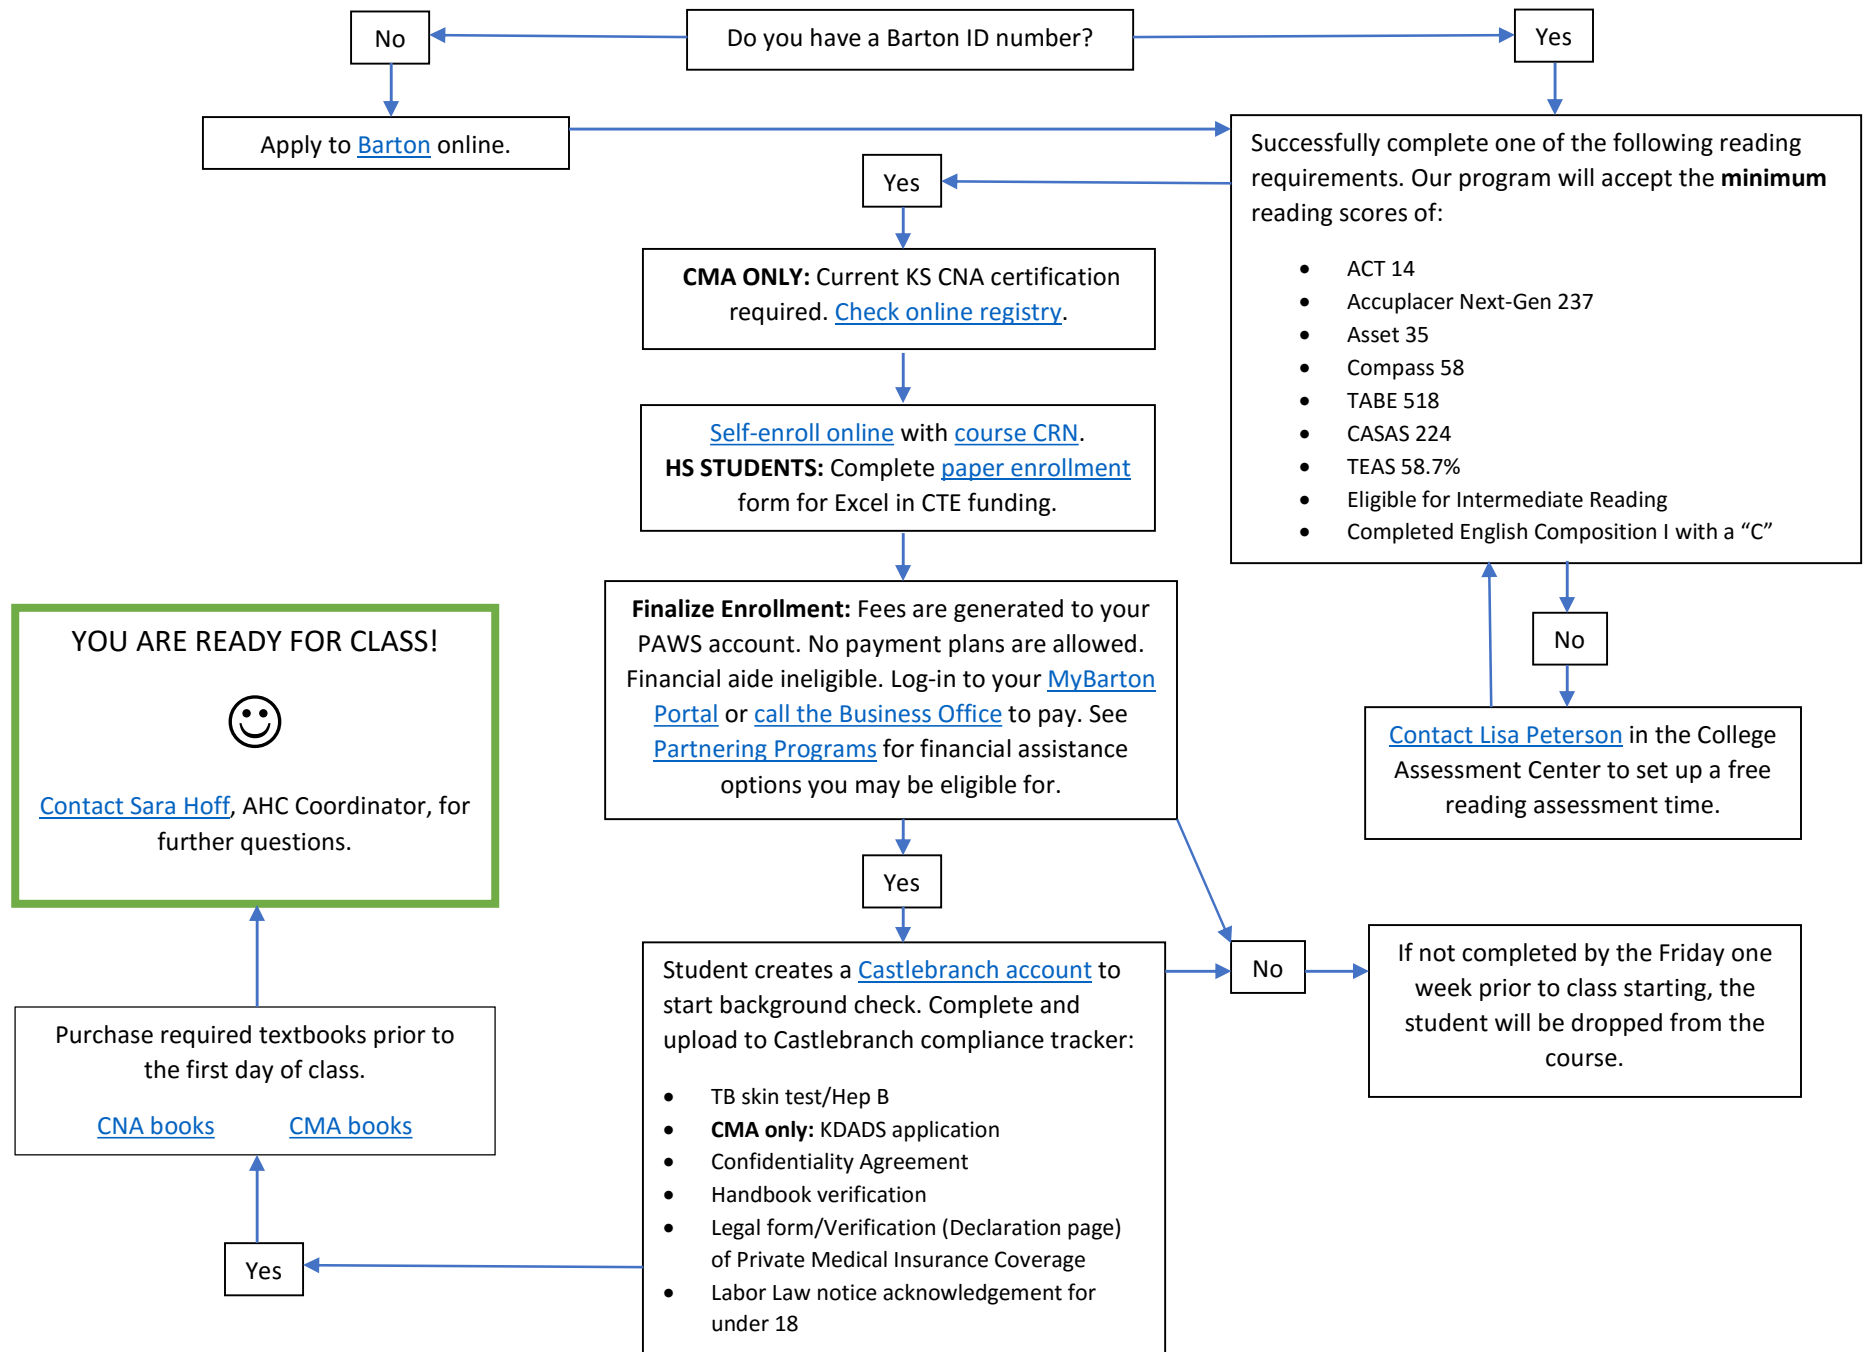 No
Do you have a Barton ID number?
Yes
Apply to Barton online.
Successfully complete one of the following reading
requirements. Our program will accept the minimum
reading scores of:
• ACT 14
• Accuplacer Next-Gen 237
• Asset 35
• Compass 58
• TABE 518
• CASAS 224
• TEAS 58.7%
• Eligible for Intermediate Reading
• Completed English Composition I with a “C”
Yes
CMA ONLY: Current KS CNA certification
required. Check online registry.
Self-enroll online with course CRN.
HS STUDENTS: Complete paper enrollment
form for Excel in CTE funding.
Finalize Enrollment: Fees are generated to your
PAWS account. No payment plans are allowed.
Financial aide ineligible. Log-in to your MyBarton
Portal or call the Business Office to pay. See
Partnering Programs for financial assistance
options you may be eligible for.
No
Contact Lisa Peterson in the College
Assessment Center to set up a free
reading assessment time.
Yes
Student creates a Castlebranch account to
start background check. Complete and
upload to Castlebranch compliance tracker:
• TB skin test/Hep B
• CMA only: KDADS application
• Confidentiality Agreement
• Handbook verification
• Legal form/Verification (Declaration page)
of Private Medical Insurance Coverage
• Labor Law notice acknowledgement for
under 18
No
If not completed by the Friday one
week prior to class starting, the
student will be dropped from the
course.
Yes
Purchase required textbooks prior to
the first day of class.
CNA books CMA books
YOU ARE READY FOR CLASS!
Contact Sara Hoff, AHC Coordinator, for
further questions.